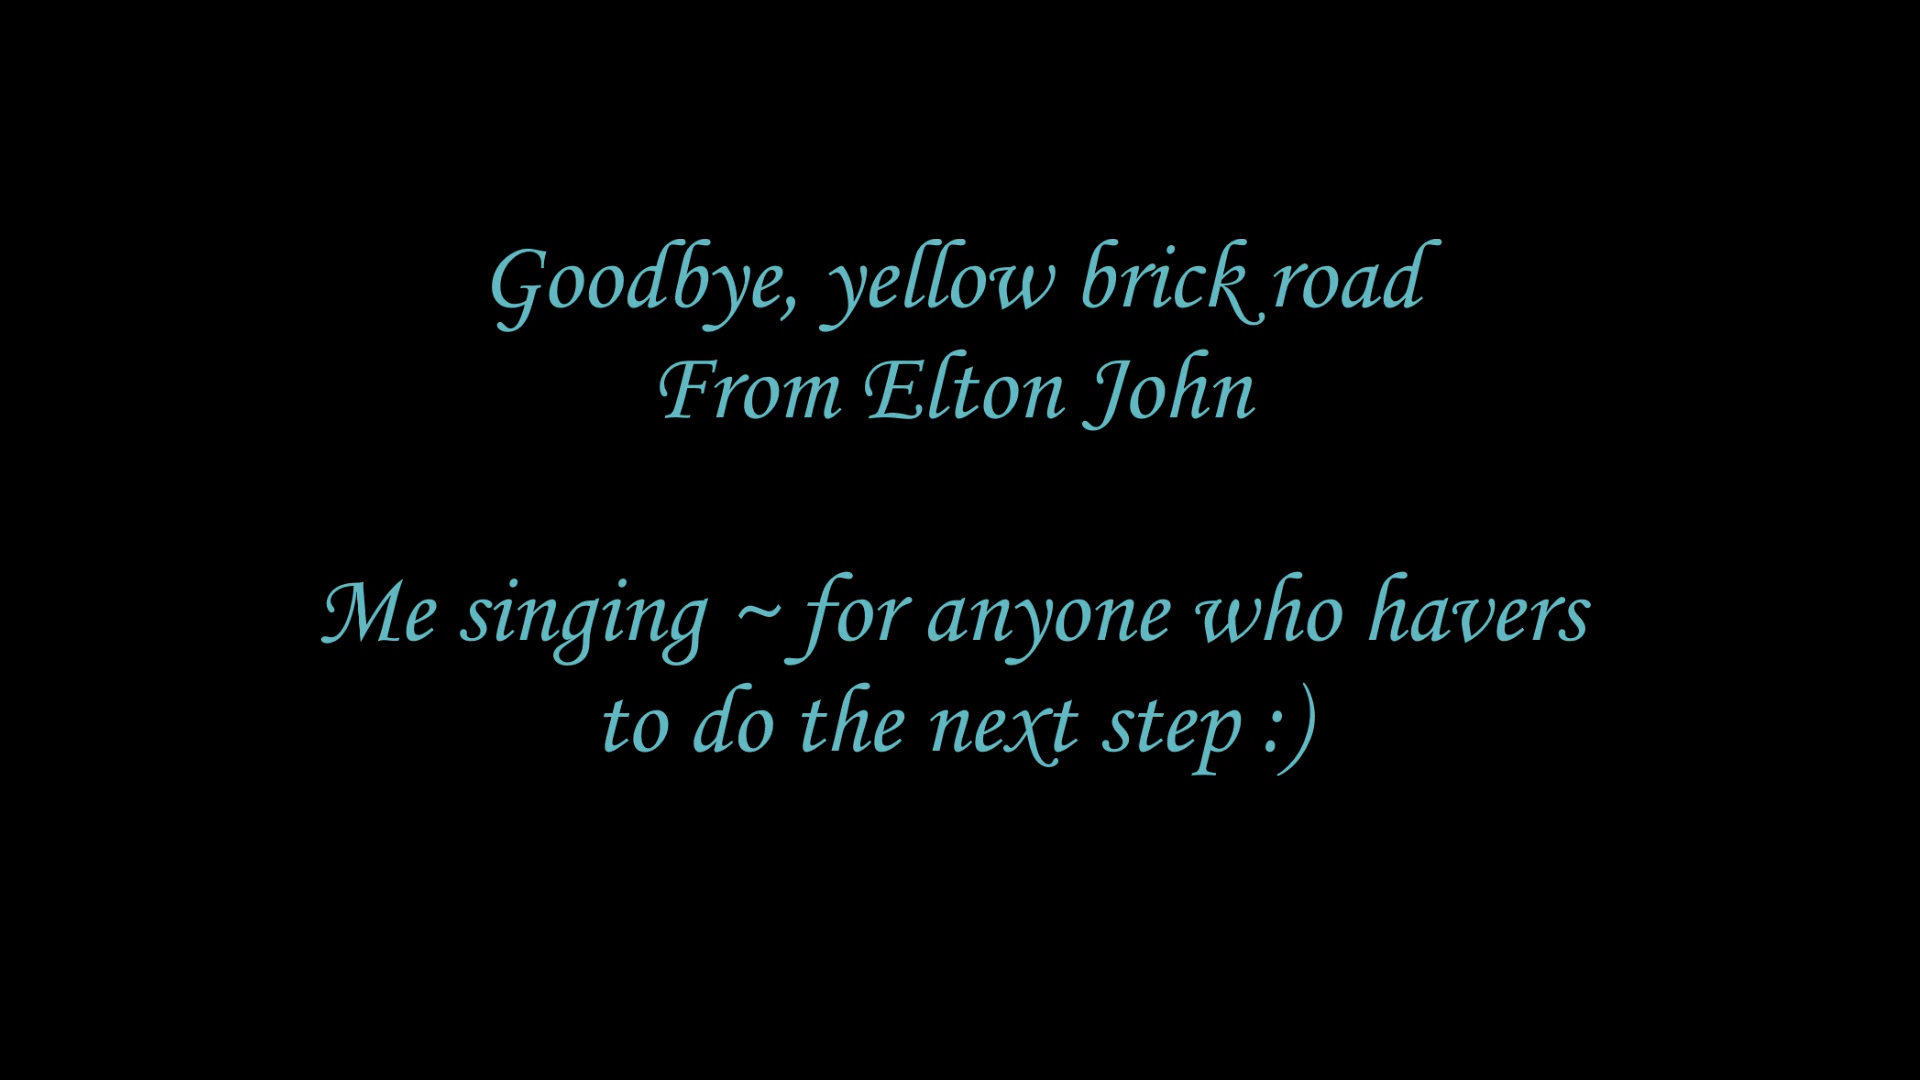 Goodbye, yellow brick road
From Elton John
Me singing ~ for anyone who havers
to do the next step :)